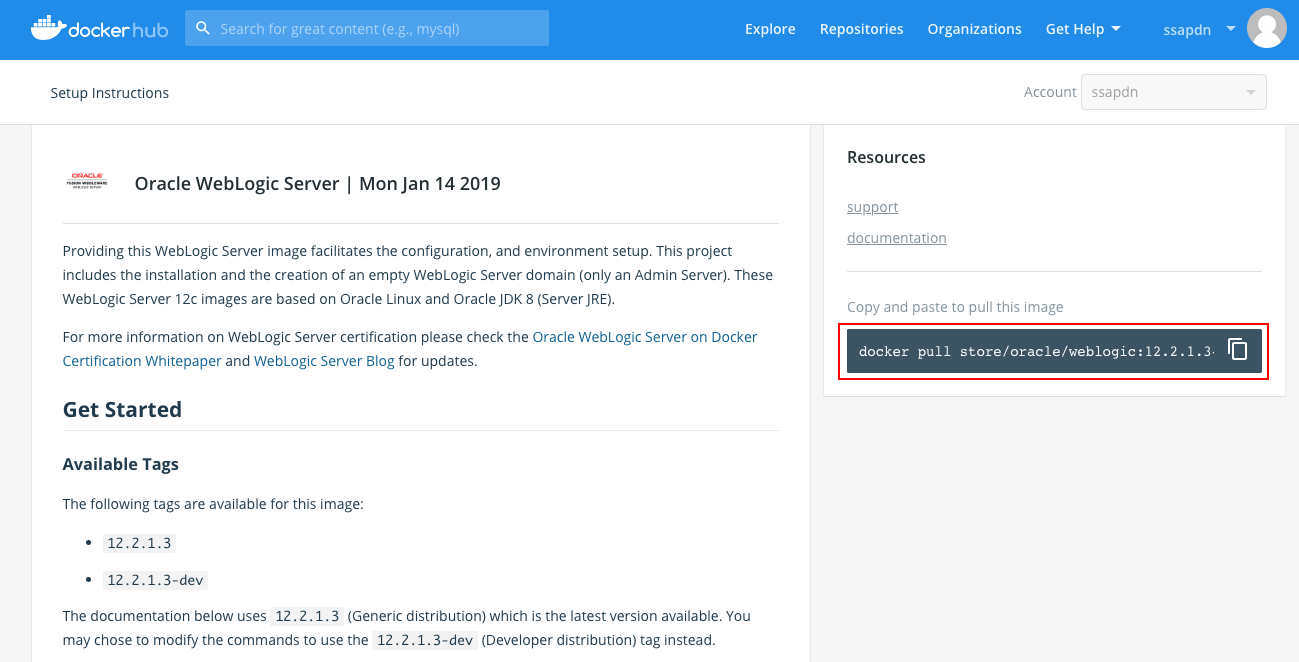 docker hub
Search for great content (e.g., mysql)
Explore
Repositories
Organizations
Get Help
ssapdn
Setup Instructions
Account
ssapdn
ORACLE
Oracle WebLogic Server | Mon Jan 14 2019
Providing this WebLogic Server image facilitates the configuration, and environment setup. This project
includes the installation and the creation of an empty WebLogic Server domain (only an Admin Server). These
WebLogic Server 12c images are based on Oracle Linux and Oracle JDK 8 (Server JRE).
For more information on WebLogic Server certification please check the Oracle WebLogic Server on Docker
Certification Whitepaper and WebLogic Server Blog for updates.
Get Started
Available Tags
The following tags are available for this image:
• 12.2.1.3
• 12.2.1.3-dev
The documentation below uses 12.2.1.3 (Generic distribution) which is the latest version available. You
may chose to modify the commands to use the 12.2.1.3-dev (Developer distribution) tag instead.
Resources
support
documentation
Copy and paste to pull this image
docker pull store/oracle/weblogic:12.2.1.3-